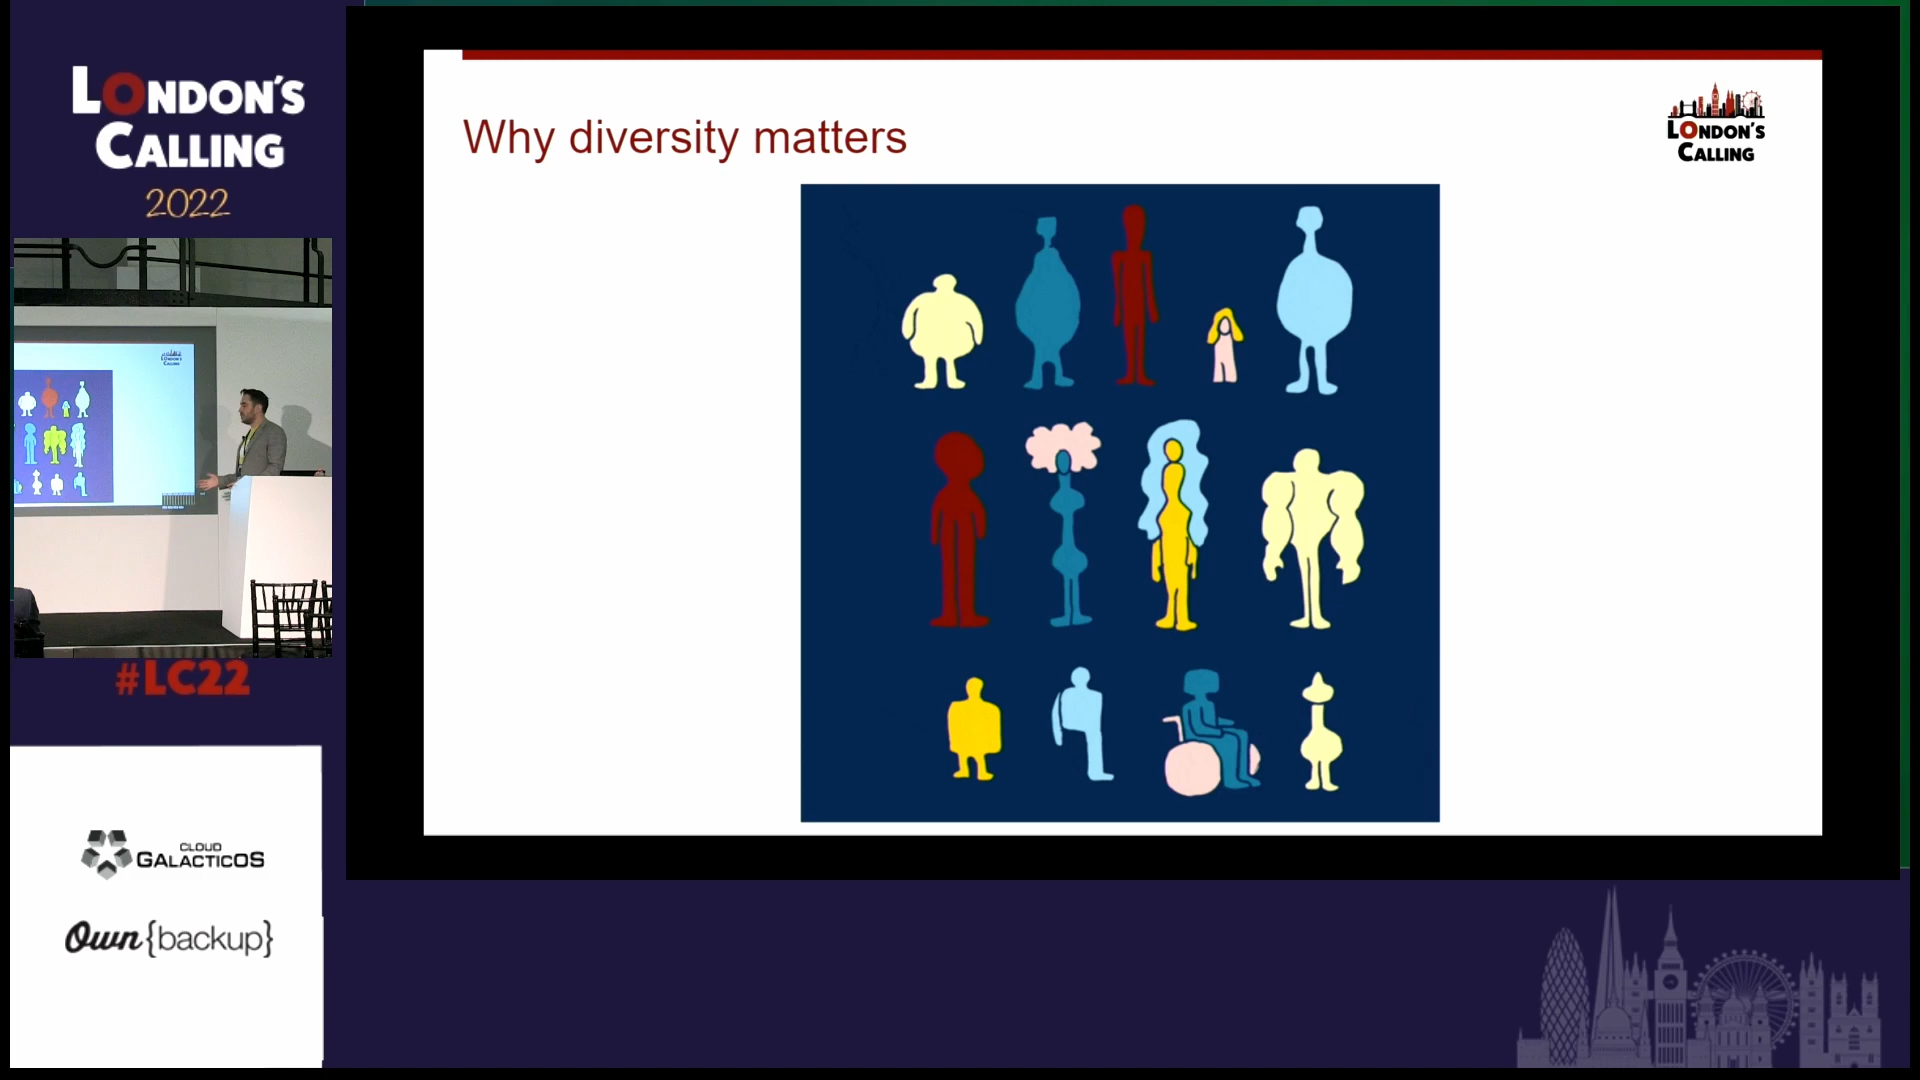 LONDON'S
CALLING
2022
#LC22
CLOUD
GALACTICOS
Own{backup}
Why diversity matters
LONDON'S
CALLING